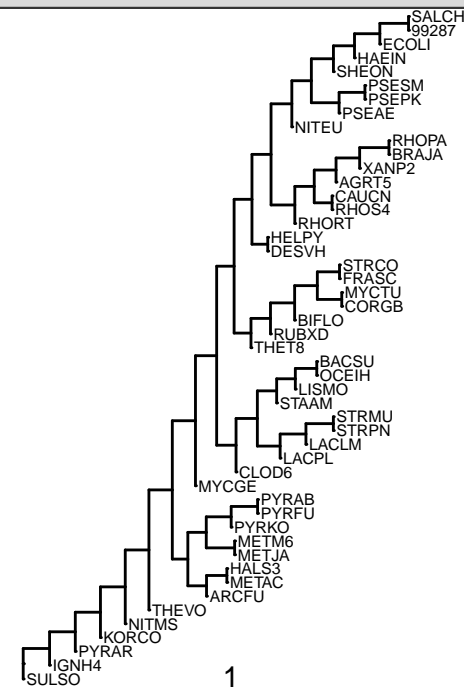 SALCH
99287
ECOLI
HAEIN
SHEON
PSESM
PSEPK
PSEAE
NITEU
RHOPA
BRAJA
XANP2
AGRT5
CAUCN
RHOS4
RHORT
HELPY
DESVH
STRCO
FRASC
MYCTU
CORGB
BIFLO
RUBXD
THET8
BACSU
OCEIH
LISMO
STAAM
STRMU
STRPN
LACLM
LACPL
CLOD6
MYCGE
PYRAB
PYRFU
PYRKO
METM6
METJA
HALS3
METAC
ARCFU
THEVO
NITMS
KORCO
PYRAR
IGNH4
SULSO
1